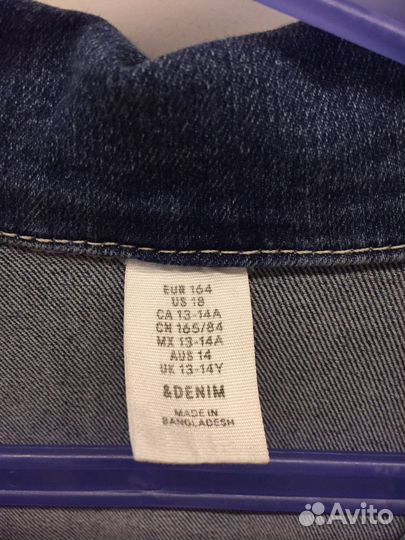 EUR 164
US 18
CA 13-14A
CN 165/84
MX 13-14A
AUS 14
UK 13-14Y
&DENIM
MADE IN
BANGLADESH
Avito